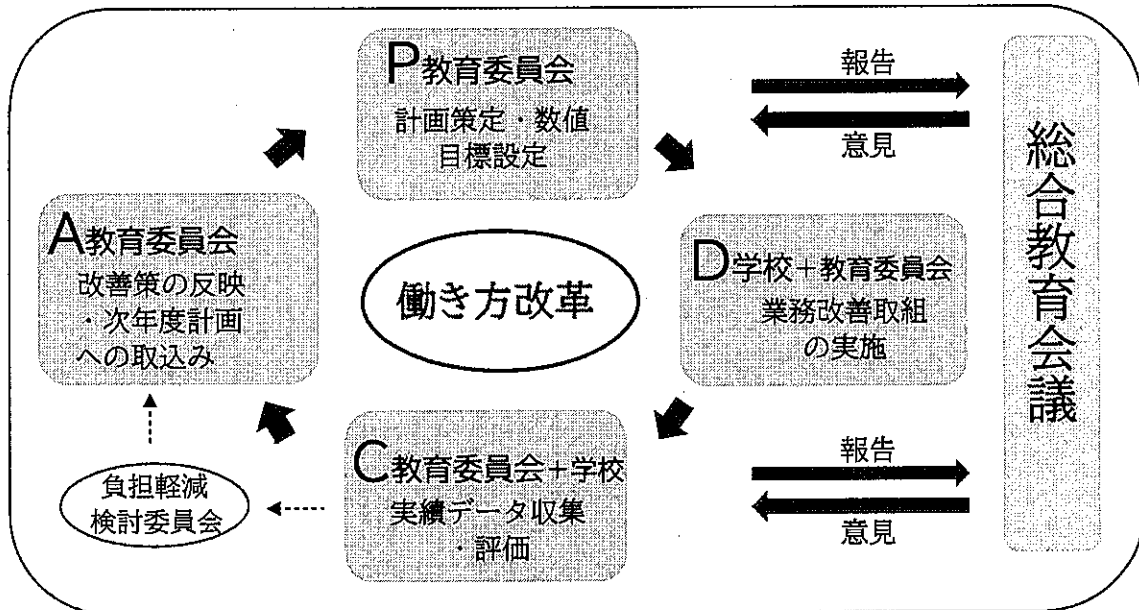 P教育委員会
計画策定・数値
目標設定
報告
意見
総合教育会議
A教育委員会
改善策の反映
・次年度計画
への取込み
働き方改革
D学校＋教育委員会
業務改善取組
の実施
C教育委員会＋学校
実績データ収集
・評価
負担軽減
検討委員会
報告
意見